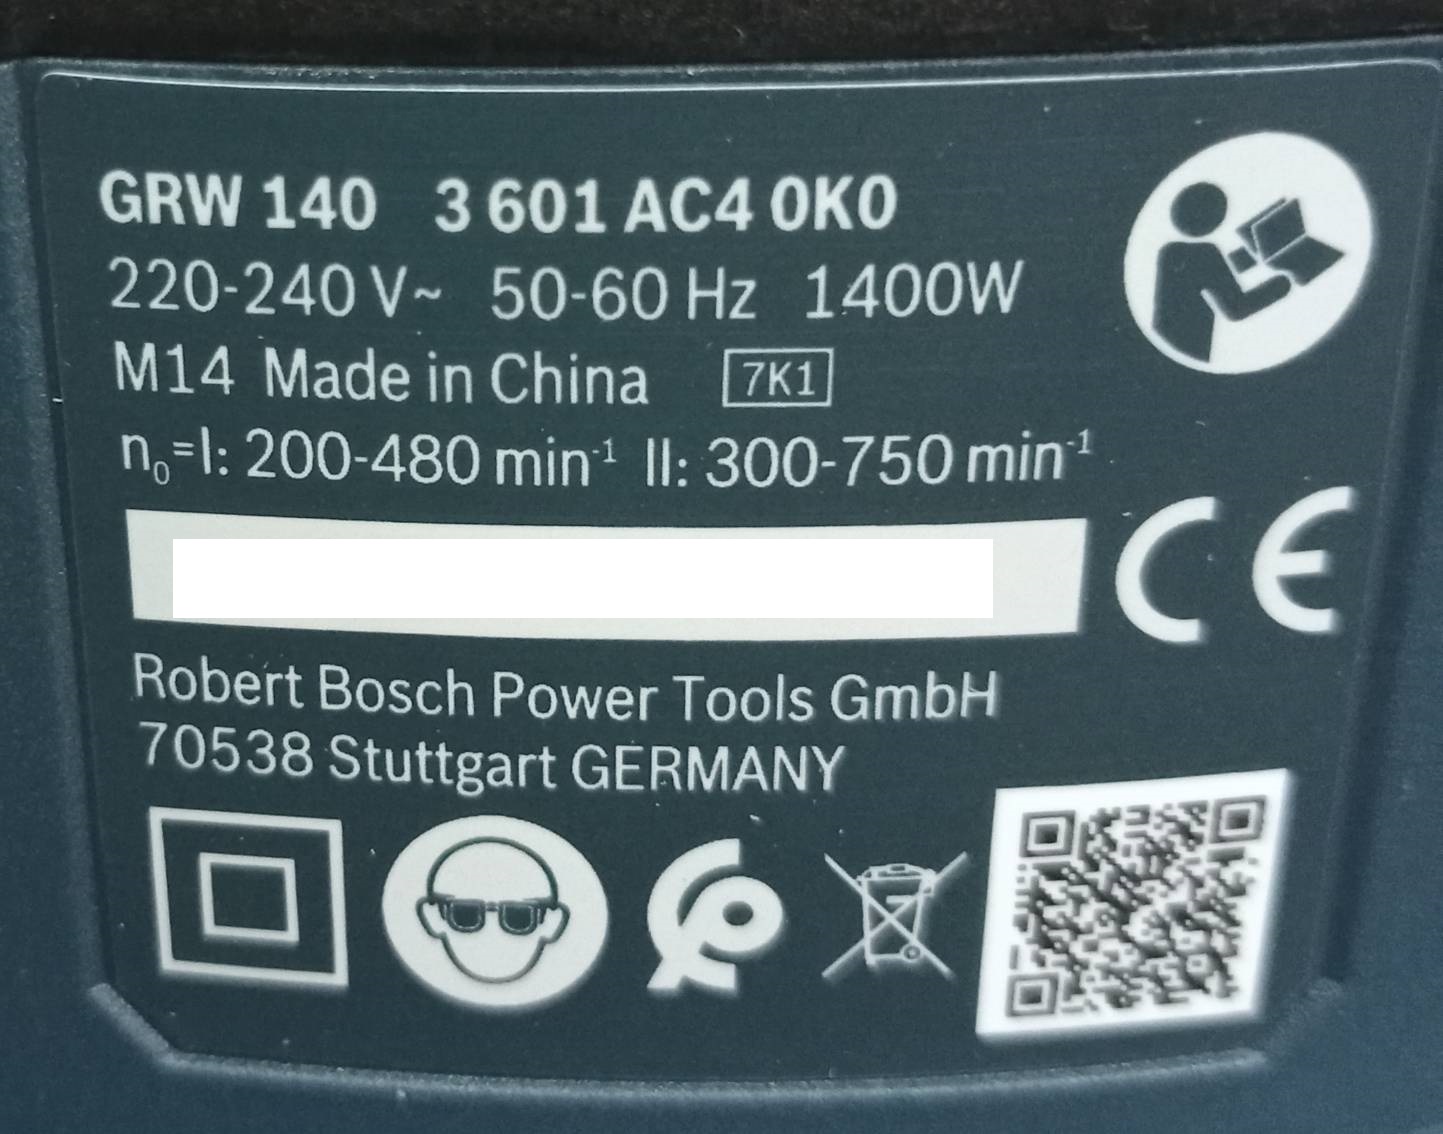 GRW 140 3 601 AC4 0K0
220-240 V~ 50-60 Hz 1400W
M14 Made in China 7K1
n₀=I: 200-480 min⁻¹ II: 300-750 min⁻¹
CE
Robert Bosch Power Tools GmbH
70538 Stuttgart GERMANY